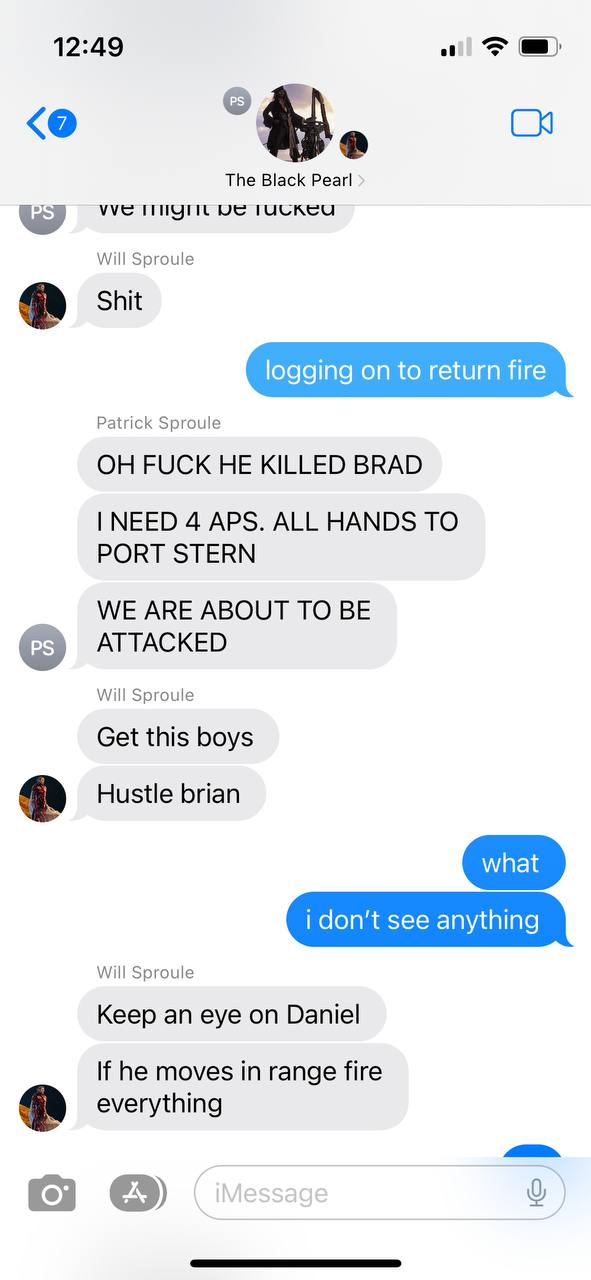 12:49
7
PS
The Black Pearl
PS
We might be fucked
Will Sproule
Shit
logging on to return fire
Patrick Sproule
OH FUCK HE KILLED BRAD
I NEED 4 APS. ALL HANDS TO
PORT STERN
WE ARE ABOUT TO BE
ATTACKED
PS
Will Sproule
Get this boys
Hustle brian
what
i don’t see anything
Will Sproule
Keep an eye on Daniel
If he moves in range fire
everything
iMessage